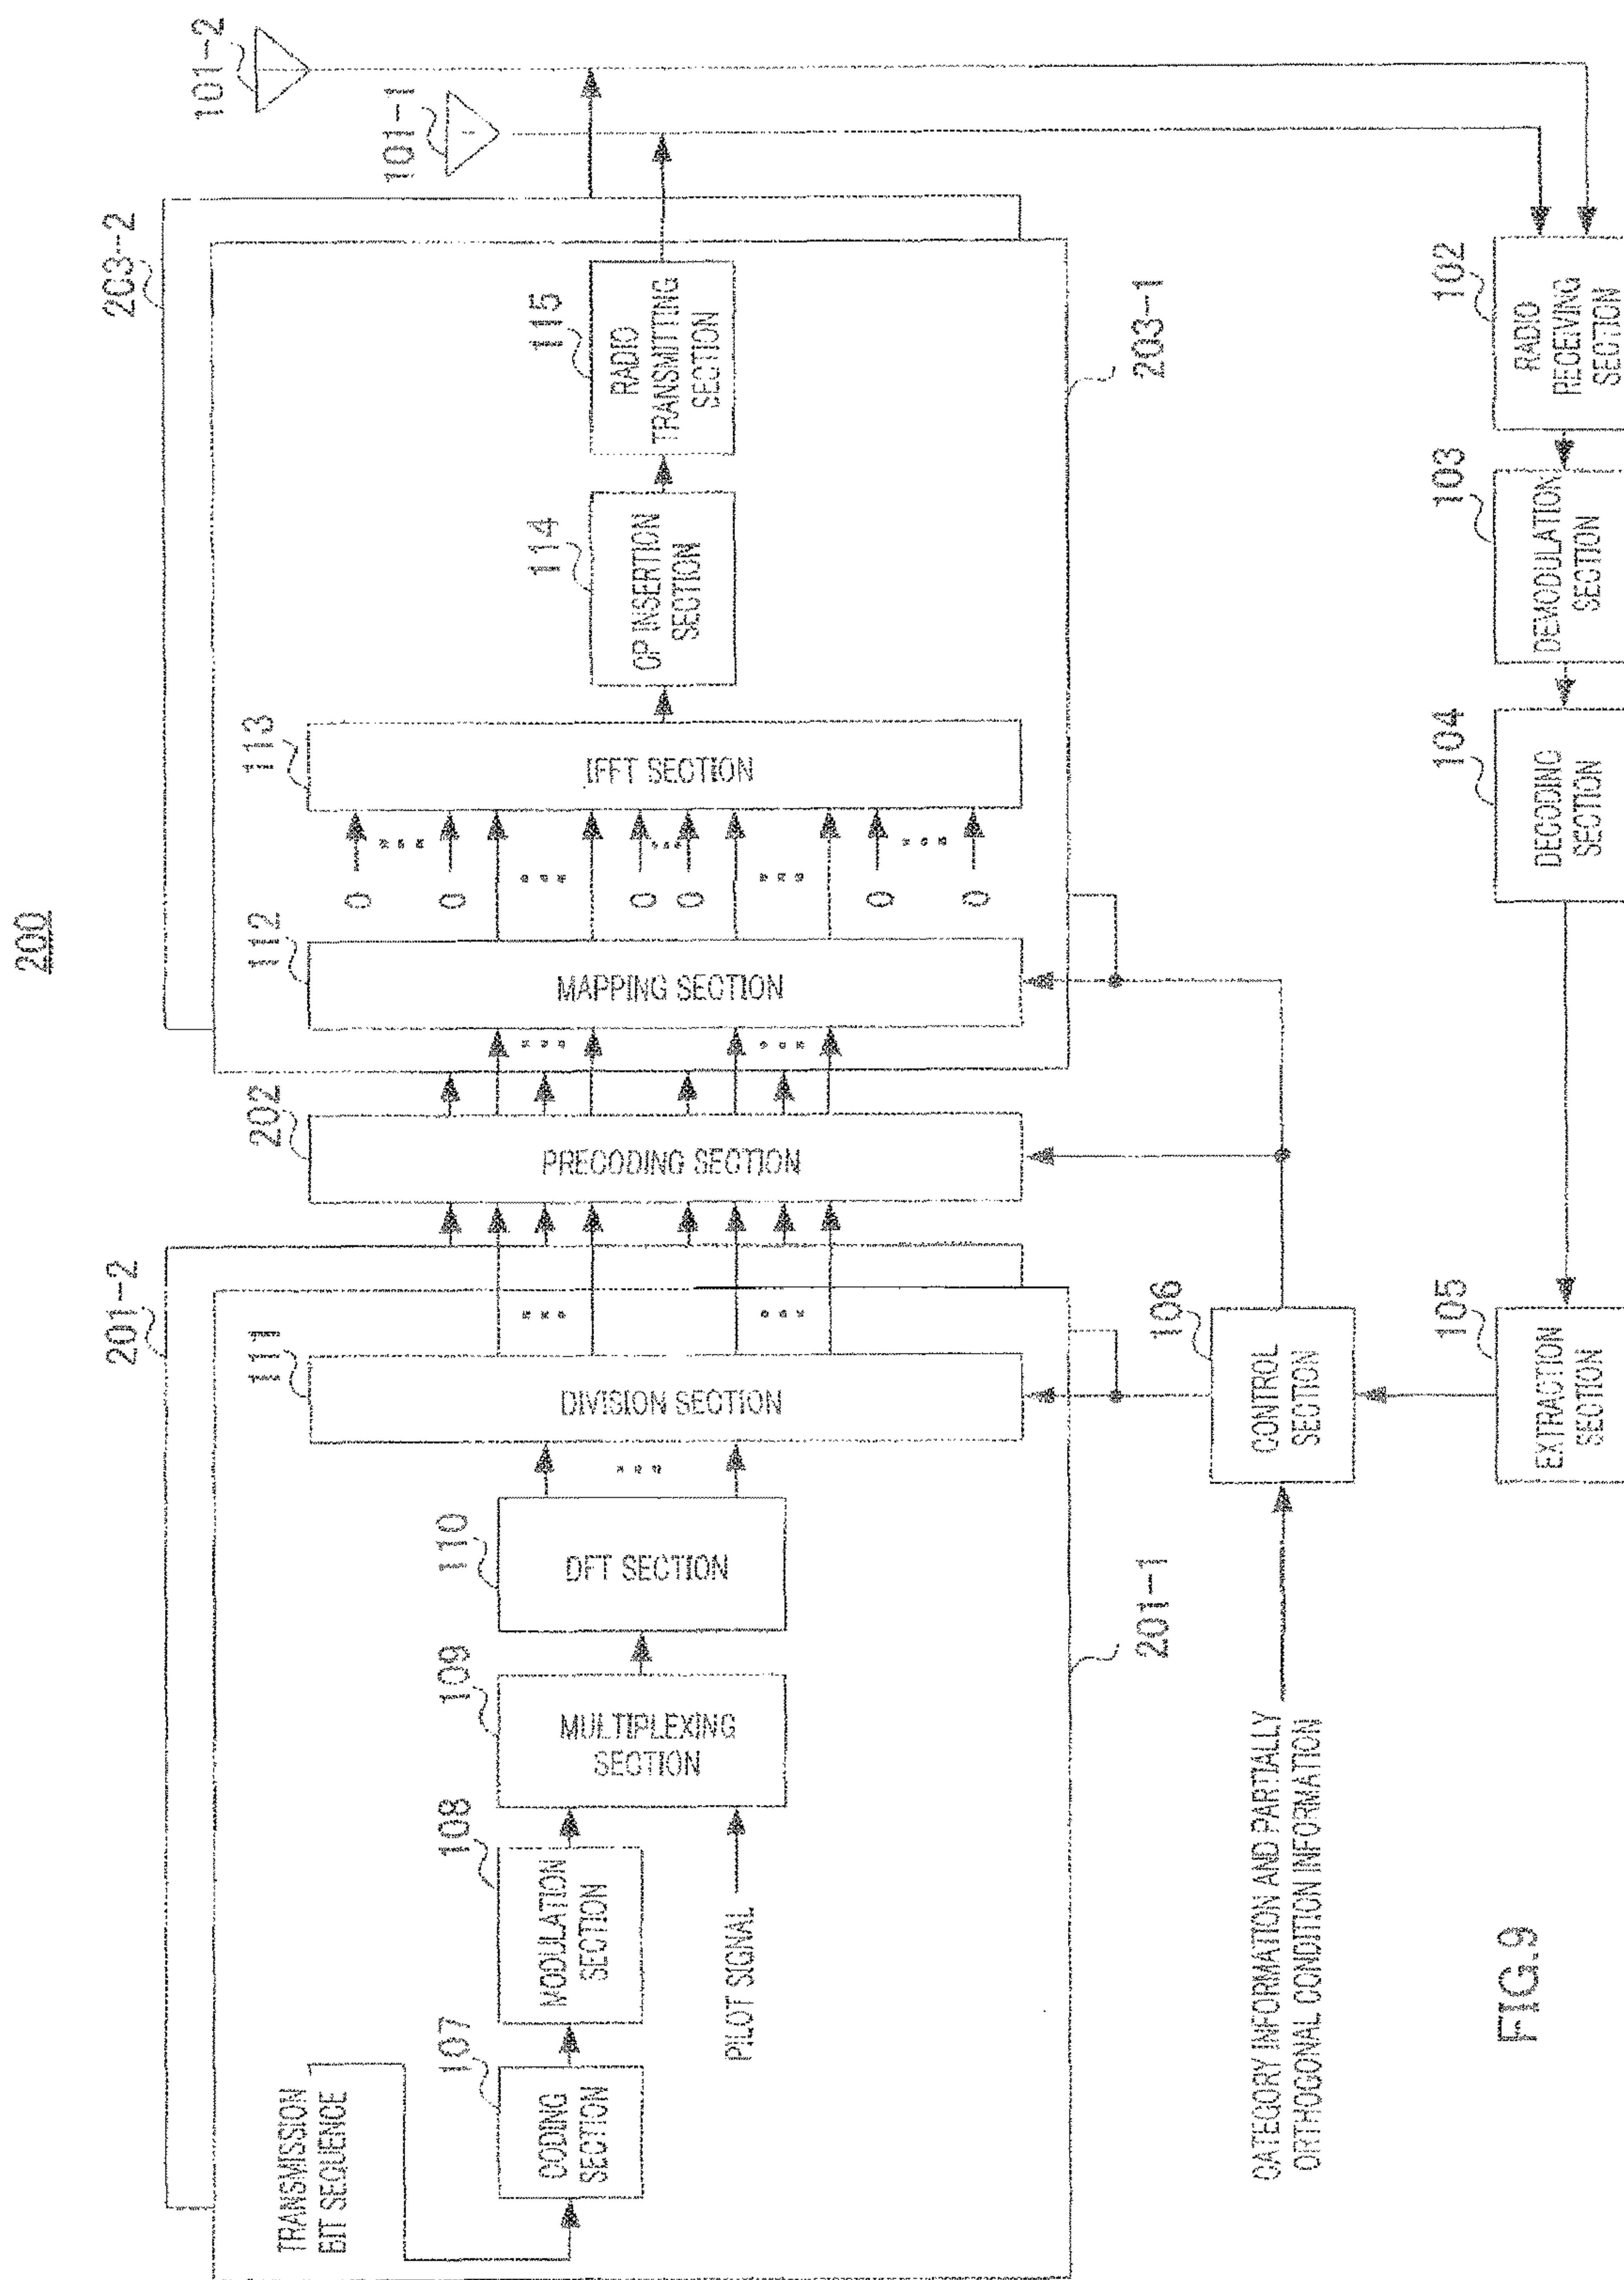 200
201-2
TRANSMISSION
BIT SEQUENCE
107
CODING
SECTION
108
MODULATION
SECTION
PILOT SIGNAL
109
MULTIPLEXING
SECTION
110
DFT SECTION
111
DIVISION SECTION
201-1
202
PRECODING SECTION
203-2
112
MAPPING SECTION
0
0
0
0
0
0
...
...
...
...
...
...
...
...
...
...
113
IFFT SECTION
114
CP INSERTION
SECTION
115
RADIO
TRANSMITTING
SECTION
203-1
101-1
101-2
CATEGORY INFORMATION AND PARTIALLY
ORTHOGONAL CONDITION INFORMATION
106
CONTROL
SECTION
105
EXTRACTION
SECTION
104
DECODING
SECTION
103
DEMODULATION
SECTION
102
RADIO
RECEIVING
SECTION
FIG.9